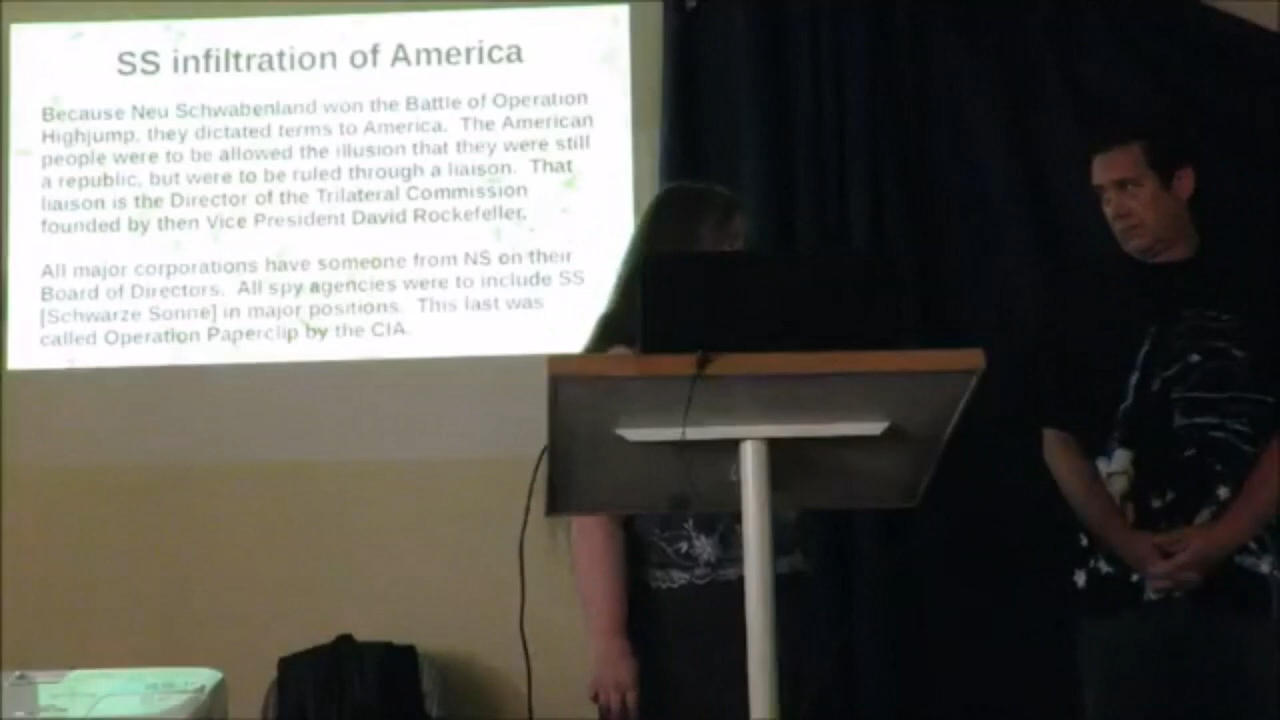 SS infiltration of America
Because Neu Schwabenland won the Battle of Operation
Highjump, they dictated terms to America. The American
people were to be allowed the illusion that they were still
a republic, but were to be ruled through a liaison. That
liaison is the Director of the Trilateral Commission
founded by then Vice President David Rockefeller.
All major corporations have someone from NS on their
Board of Directors. All spy agencies were to include SS
[Schwarze Sonne] in major positions. This last was
called Operation Paperclip by the CIA.